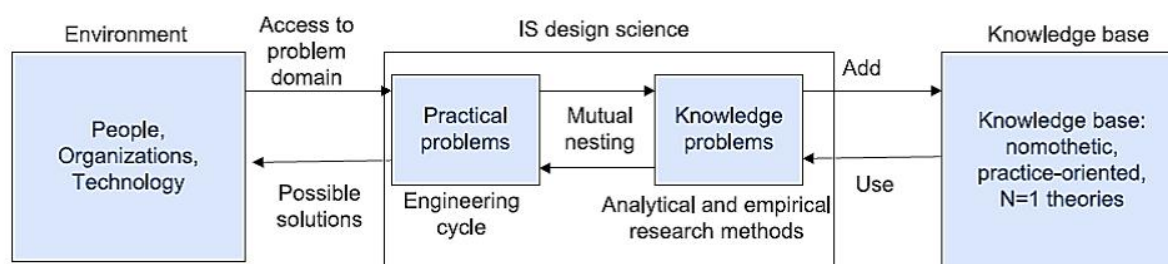 Environment
Access to
problem
domain
IS design science
Knowledge base
People,
Organizations,
Technology
Possible
solutions
Practical
problems
Engineering
cycle
Mutual
nesting
Knowledge
problems
Analytical and empirical
research methods
Add
Use
Knowledge base:
nomothetic,
practice-oriented,
N=1 theories